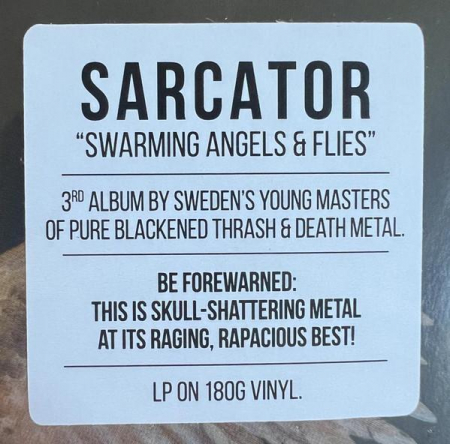 SARCATOR
“SWARMING ANGELS & FLIES”
3RD ALBUM BY SWEDEN'S YOUNG MASTERS
OF PURE BLACKENED THRASH & DEATH METAL.
BE FOREWARNED:
THIS IS SKULL-SHATTERING METAL
AT ITS RAGING, RAPACIOUS BEST!
LP ON 180G VINYL.